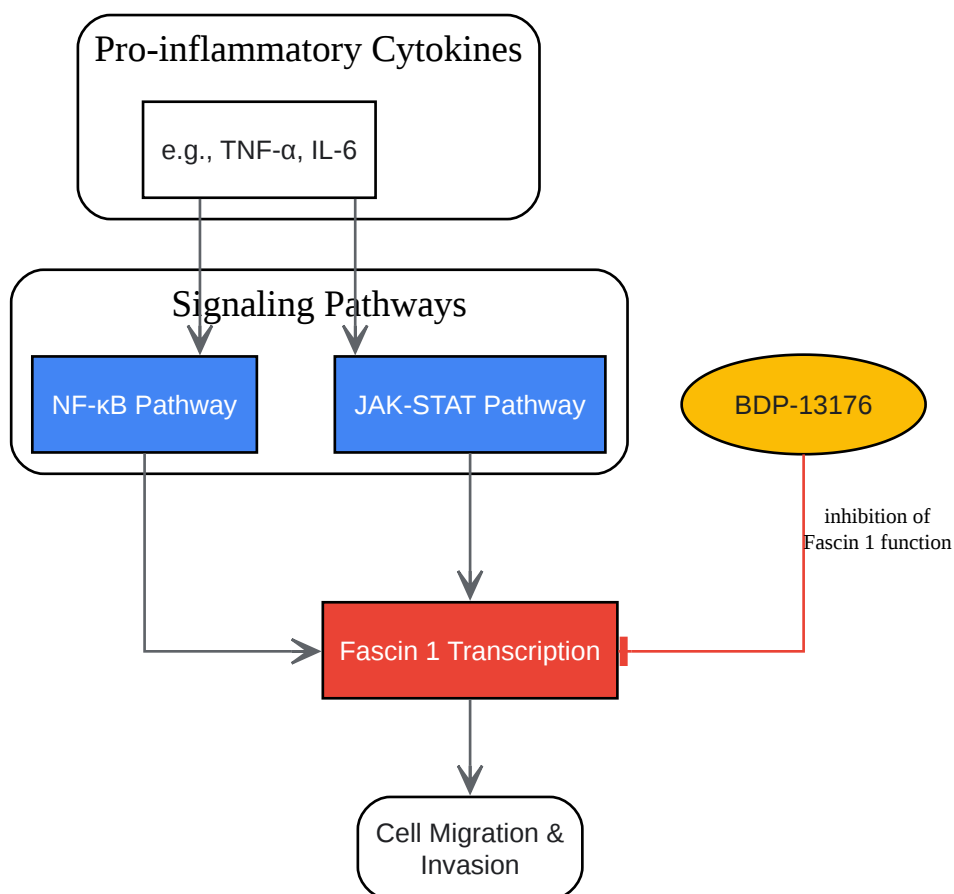 Pro-inflammatory Cytokines
e.g., TNF-α, IL-6
Signaling Pathways
NF-κB Pathway
JAK-STAT Pathway
BDP-13176
inhibition of
Fascin 1 function
Fascin 1 Transcription
Cell Migration &
Invasion